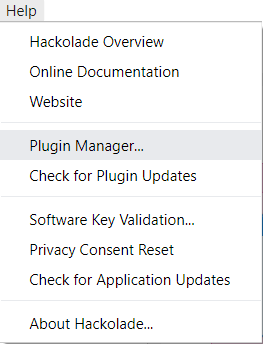 Help
Hackolade Overview
Online Documentation
Website
Plugin Manager...
Check for Plugin Updates
Software Key Validation...
Privacy Consent Reset
Check for Application Updates
About Hackolade...